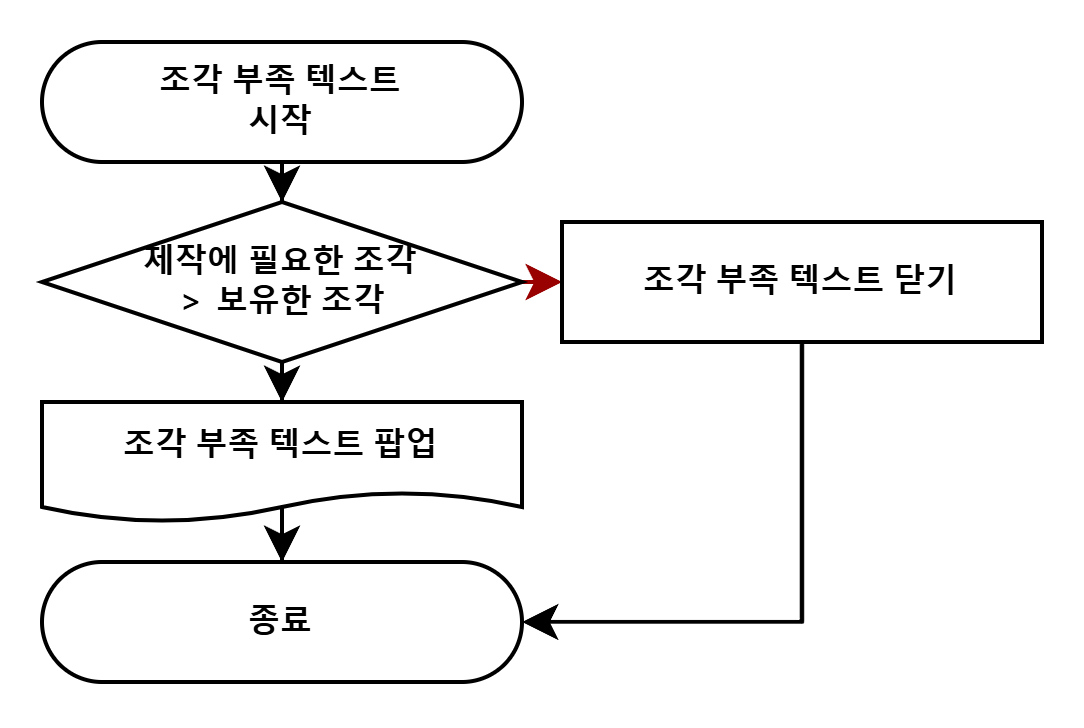 조각 부족 텍스트
시작
제작에 필요한 조각
> 보유한 조각
조각 부족 텍스트 닫기
조각 부족 텍스트 팝업
종료